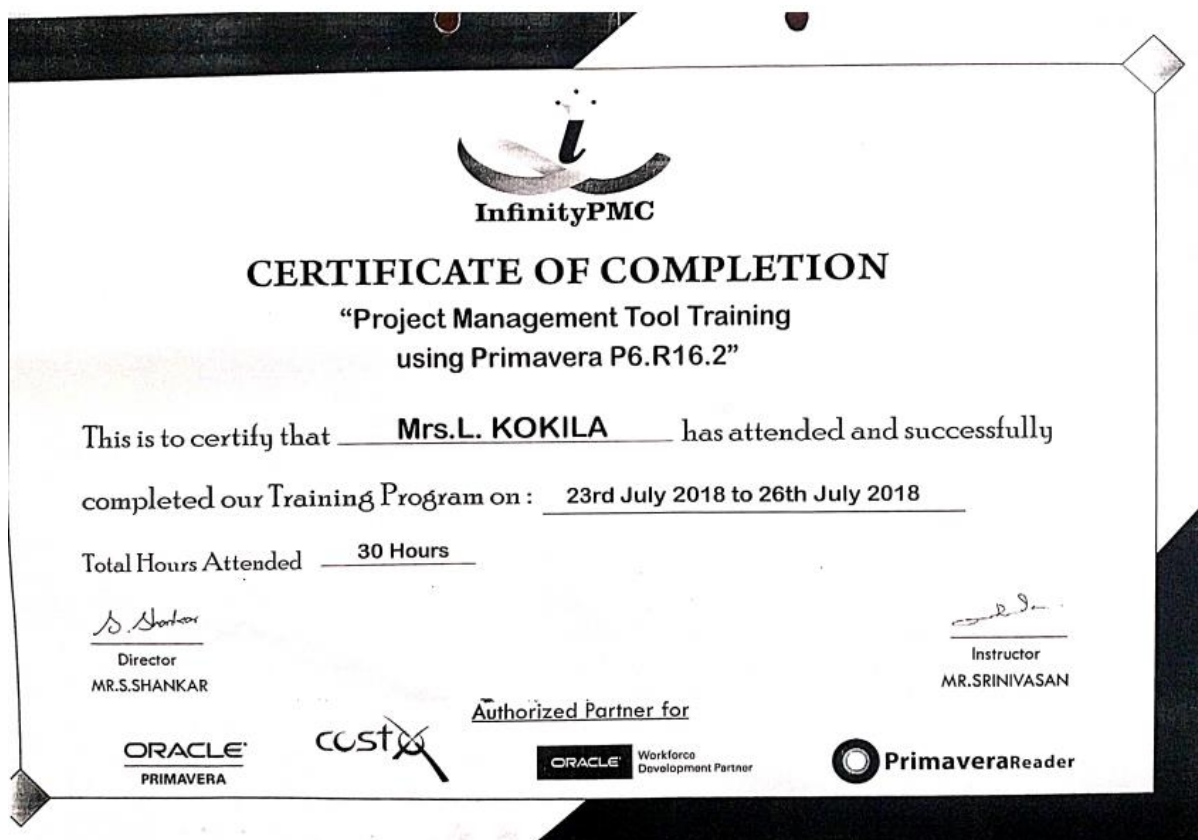 i
InfinityPMC
CERTIFICATE OF COMPLETION
“Project Management Tool Training
using Primavera P6.R16.2”
This is to certify that Mrs.L. KOKILA has attended and successfully
completed our Training Program on : 23rd July 2018 to 26th July 2018
Total Hours Attended 30 Hours
S. Shankar
Director
MR.S.SHANKAR
Instructor
MR.SRINIVASAN
Authorized Partner for
ORACLE
PRIMAVERA
costX
ORACLE Workforce
Development Partner
PrimaveraReader